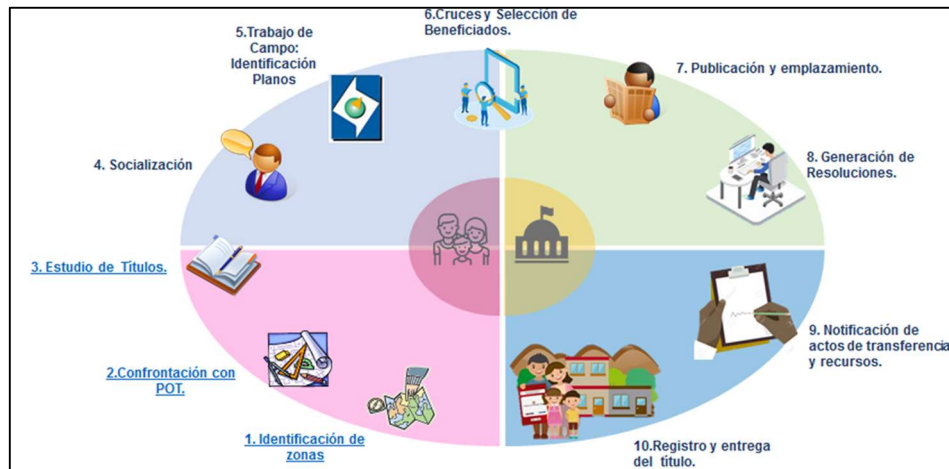 6.Cruces y Selección de
Beneficiados.
5.Trabajo de
Campo:
Identificación
Planos
7. Publicación y emplazamiento.
4. Socialización
8. Generación de
Resoluciones.
3. Estudio de Títulos.
9. Notificación de
actos de transferencia
y recursos.
2.Confrontación con
POT.
1. Identificación de
zonas
10.Registro y entrega
del título.